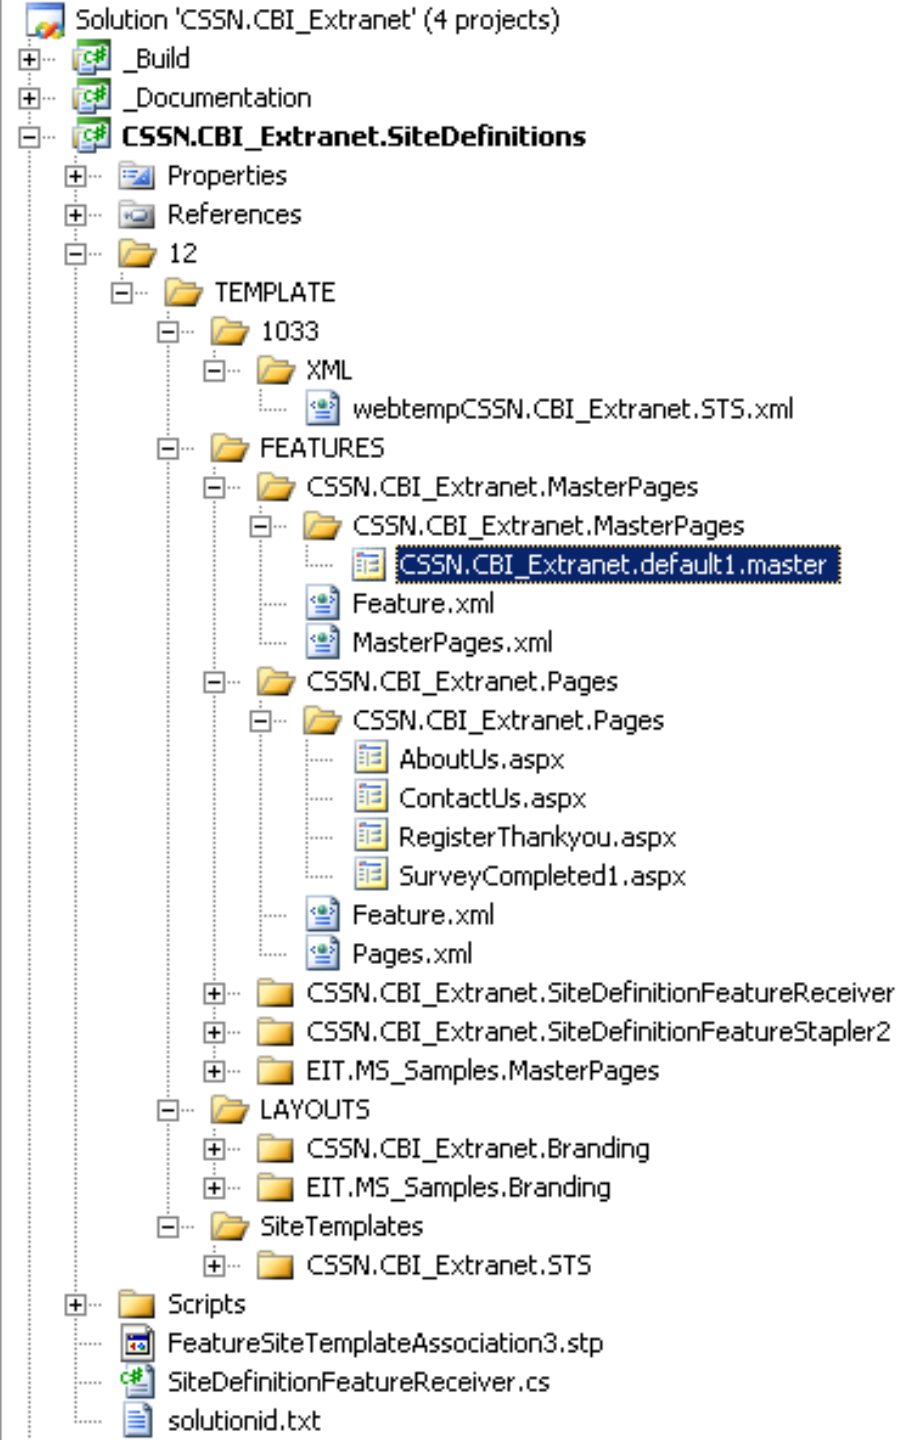 Solution 'CSSN.CBI_Extranet' (4 projects)
_Build
_Documentation
CSSN.CBI_Extranet.SiteDefinitions
Properties
References
12
TEMPLATE
1033
XML
webtempCSSN.CBI_Extranet.STS.xml
FEATURES
CSSN.CBI_Extranet.MasterPages
CSSN.CBI_Extranet.MasterPages
CSSN.CBI_Extranet.default1.master
Feature.xml
MasterPages.xml
CSSN.CBI_Extranet.Pages
CSSN.CBI_Extranet.Pages
AboutUs.aspx
ContactUs.aspx
RegisterThankyou.aspx
SurveyCompleted1.aspx
Feature.xml
Pages.xml
CSSN.CBI_Extranet.SiteDefinitionFeatureReceiver
CSSN.CBI_Extranet.SiteDefinitionFeatureStapler2
EIT.MS_Samples.MasterPages
LAYOUTS
CSSN.CBI_Extranet.Branding
EIT.MS_Samples.Branding
SiteTemplates
CSSN.CBI_Extranet.STS
Scripts
FeatureSiteTemplateAssociation3.stp
SiteDefinitionFeatureReceiver.cs
solutionid.txt